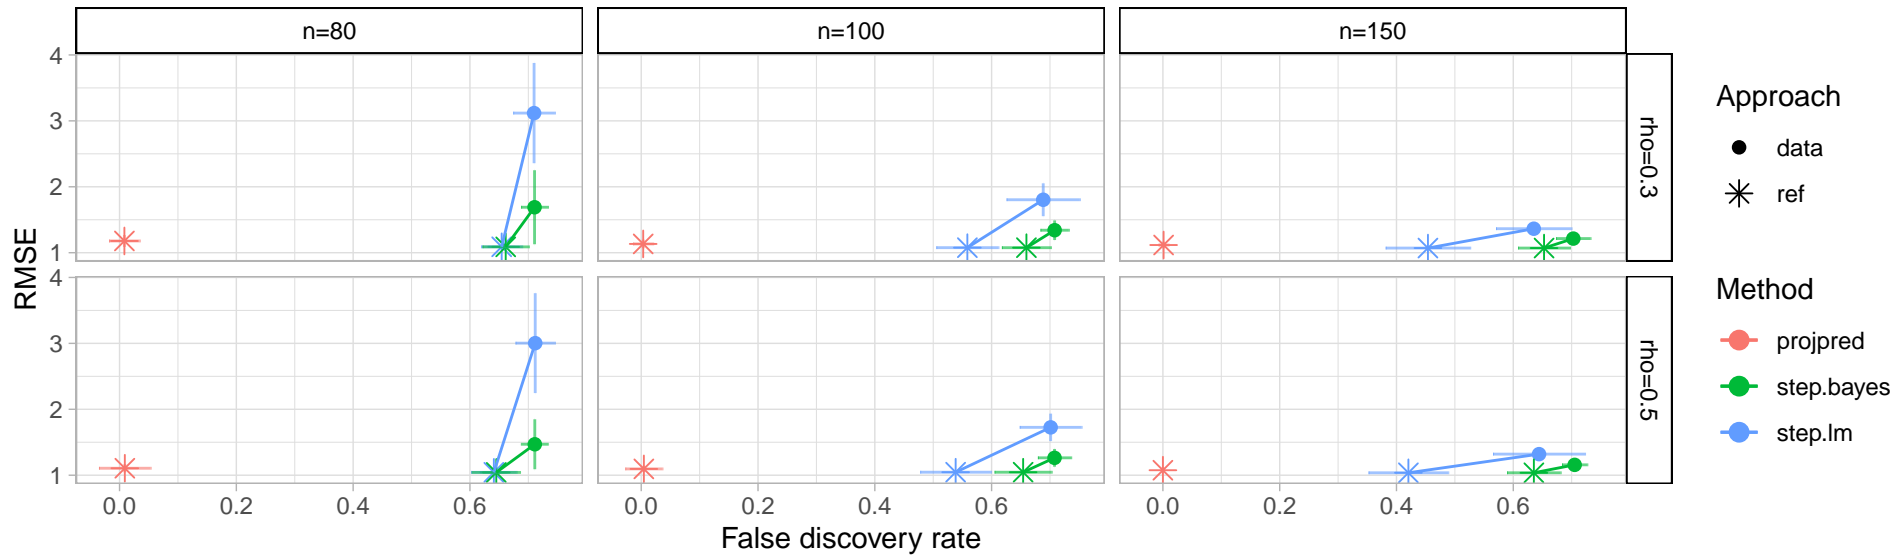 n=80 n=100 n=150
4
3
2
1
rho=0.3
4
3
2
1
rho=0.5
RMSE
0.0 0.2 0.4 0.6 0.0 0.2 0.4 0.6 0.0 0.2 0.4 0.6
False discovery rate
Approach
data
ref
Method
projpred
step.bayes
step.lm